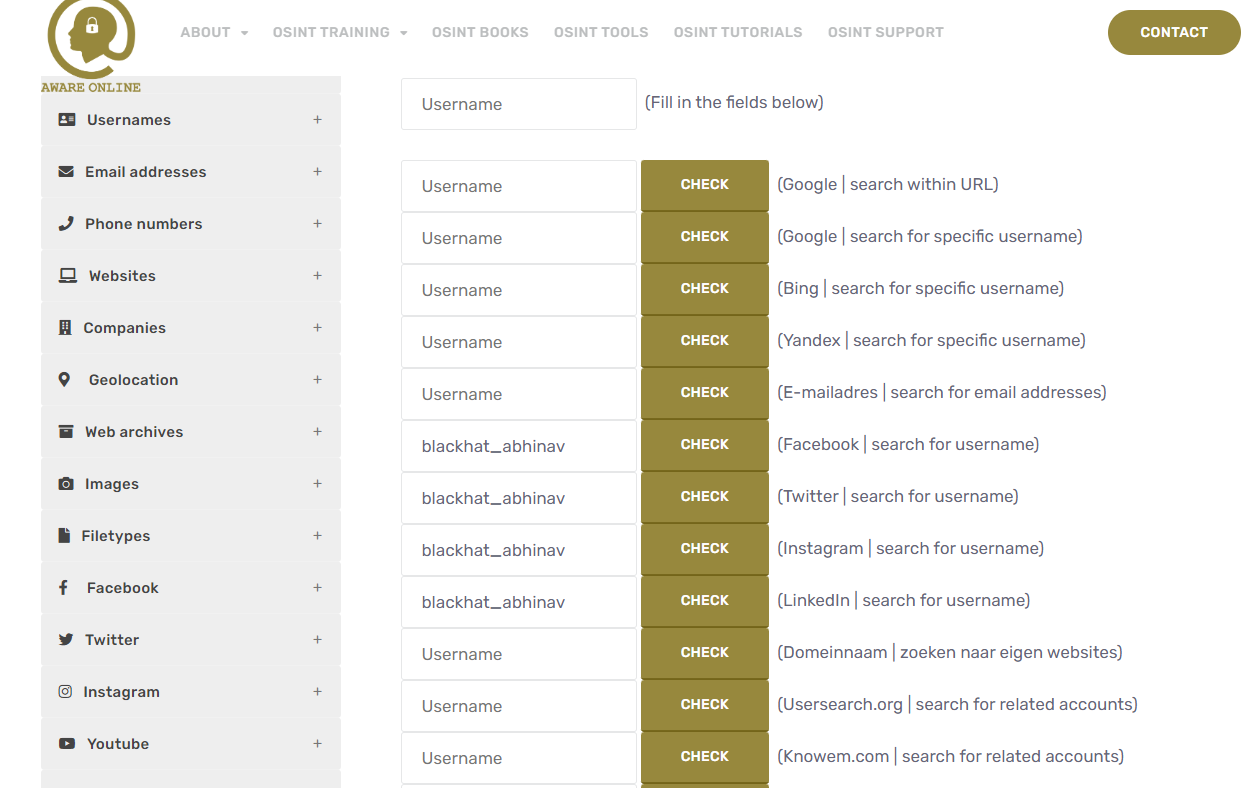 ABOUT OSINT TRAINING OSINT BOOKS OSINT TOOLS OSINT TUTORIALS OSINT SUPPORT CONTACT
AWARE ONLINE
Usernames +
Email addresses +
Phone numbers +
Websites +
Companies +
Geolocation +
Web archives +
Images +
Filetypes +
Facebook +
Twitter +
Instagram +
Youtube +
Username (Fill in the fields below)
Username CHECK (Google | search within URL)
Username CHECK (Google | search for specific username)
Username CHECK (Bing | search for specific username)
Username CHECK (Yandex | search for specific username)
Username CHECK (E-mailadres | search for email addresses)
blackhat_abhinav CHECK (Facebook | search for username)
blackhat_abhinav CHECK (Twitter | search for username)
blackhat_abhinav CHECK (Instagram | search for username)
blackhat_abhinav CHECK (LinkedIn | search for username)
Username CHECK (Domeinnaam | zoeken naar eigen websites)
Username CHECK (Usersearch.org | search for related accounts)
Username CHECK (Knowem.com | search for related accounts)